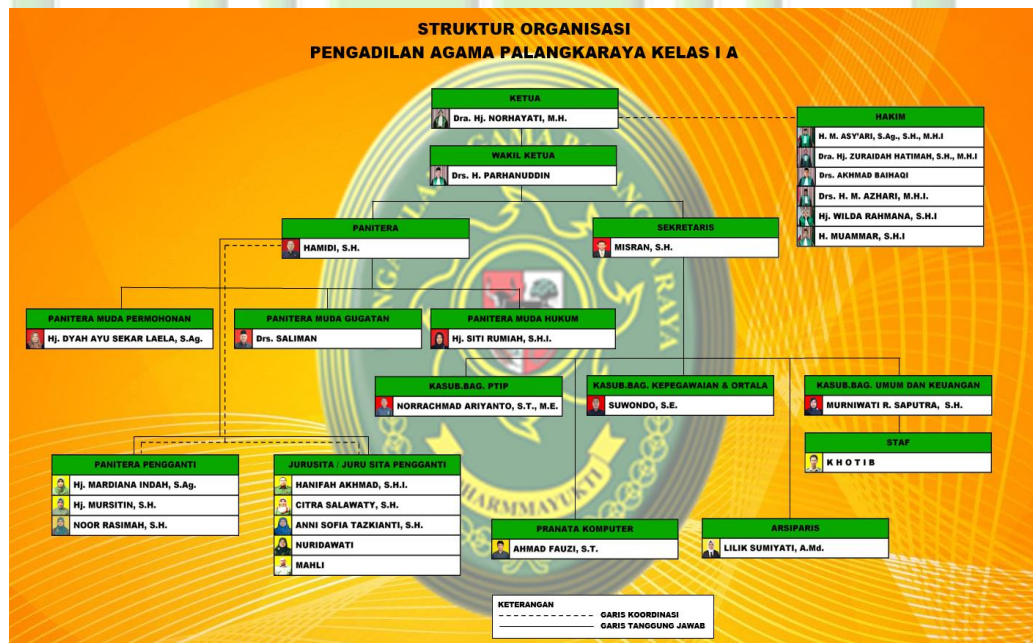 STRUKTUR ORGANISASI
PENGADILAN AGAMA PALANGKARAYA KELAS I A
KETUA
Dra. Hj. NORHAYATI, M.H.
HAKIM
H. M. ASY'ARI, S.Ag., S.H., M.H.I
Dra. Hj. ZURAIDAH HATIMAH, S.H., M.H.I
Drs. AKHMAD BAIHAQI
Drs. H. M. AZHARI, M.H.I.
Hj. WILDA RAHMANA, S.H.I
H. MUAMMAR, S.H.I
WAKIL KETUA
Drs. H. PARHANUDDIN
PANITERA
HAMIDI, S.H.
SEKRETARIS
MISRAN, S.H.
PANITERA MUDA PERMOHONAN
Hj. DYAH AYU SEKAR LAELA, S.Ag.
PANITERA MUDA GUGATAN
Drs. SALIMAN
PANITERA MUDA HUKUM
Hj. SITI RUMIAH, S.H.I.
KASUB.BAG. PTIP
NORRACHMAD ARIYANTO, S.T., M.E.
KASUB.BAG. KEPEGAWAIAN & ORTALA
SUWONDO, S.E.
KASUB.BAG. UMUM DAN KEUANGAN
MURNIWATI R. SAPUTRA, S.H.
STAF
K H O T I B
PANITERA PENGGANTI
Hj. MARDIANA INDAH, S.Ag.
Hj. MURSITIN, S.H.
NOOR RASIMAH, S.H.
JURUSITA / JURU SITA PENGGANTI
HANIFAH AKHMAD, S.H.I.
CITRA SALAWATY, S.H.
ANNI SOFIA TAZKIANTI, S.H.
NURIDAWATI
MAHLI
PRANATA KOMPUTER
AHMAD FAUZI, S.T.
ARSIPARIS
LILIK SUMIYATI, A.Md.
KETERANGAN
GARIS KOORDINASI
GARIS TANGGUNG JAWAB